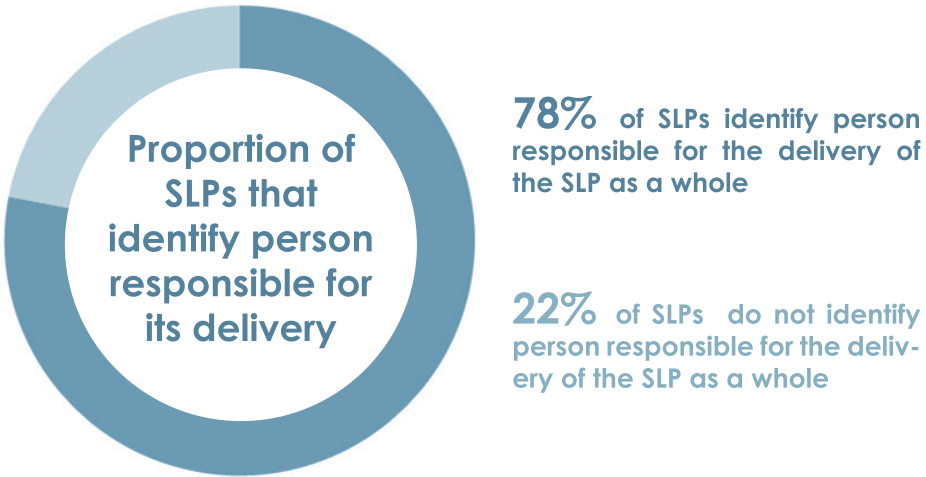 Proportion of
SLPs that
identify person
responsible for
its delivery
78% of SLPs identify person
responsible for the delivery of
the SLP as a whole
22% of SLPs do not identify
person responsible for the deliv-
ery of the SLP as a whole